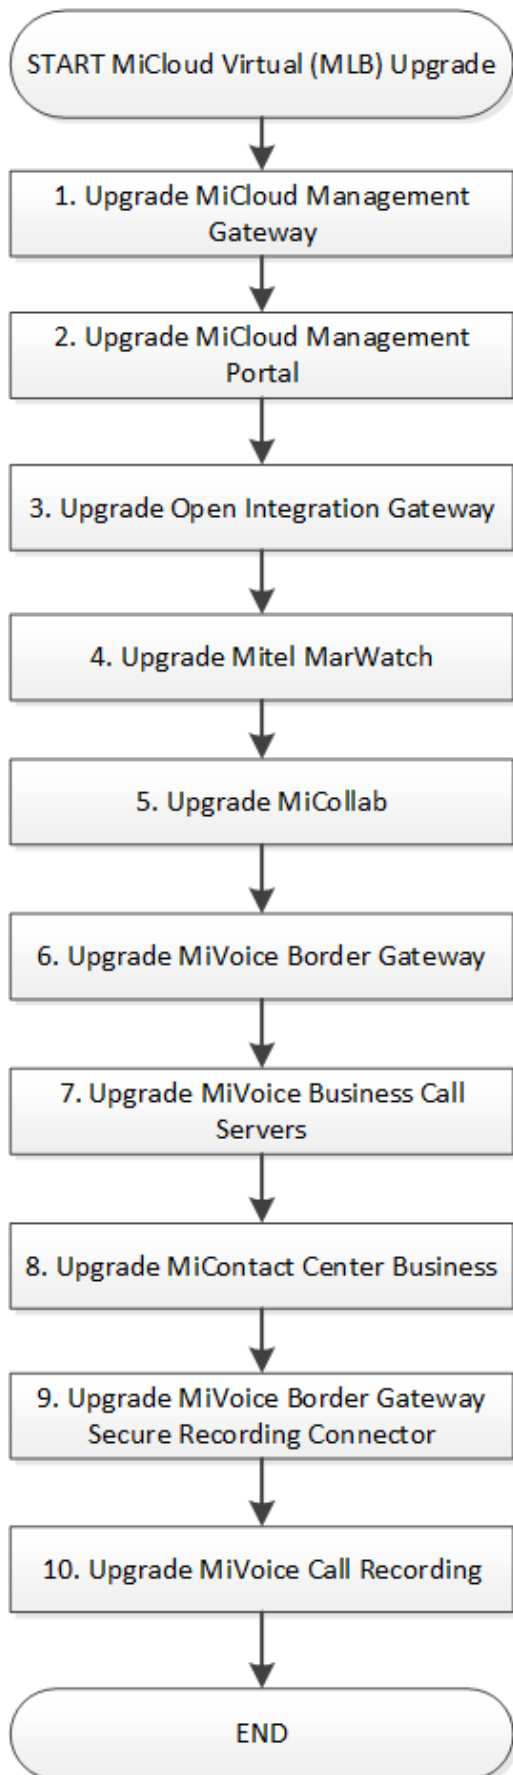 START MiCloud Virtual (MLB) Upgrade
1. Upgrade MiCloud Management
Gateway
2. Upgrade MiCloud Management
Portal
3. Upgrade Open Integration Gateway
4. Upgrade Mitel MarWatch
5. Upgrade MiCollab
6. Upgrade MiVoice Border Gateway
7. Upgrade MiVoice Business Call
Servers
8. Upgrade MiContact Center Business
9. Upgrade MiVoice Border Gateway
Secure Recording Connector
10. Upgrade MiVoice Call Recording
END